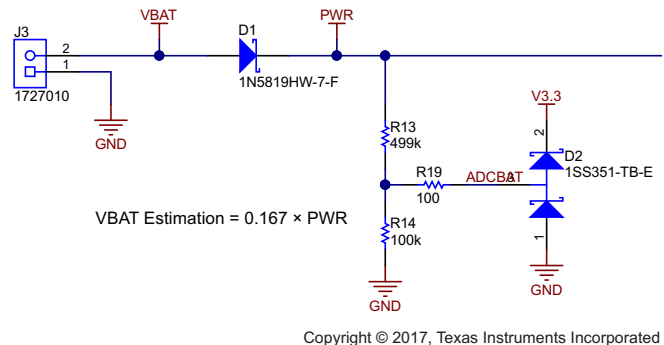 VBAT
PWR
J3
D1
2
1
1N5819HW-7-F
1727010
GND
V3.3
R13
499k
2
D2
1SS351-TB-E
R19
ADCBAT
3
100
VBAT Estimation = 0.167 × PWR
R14
100k
1
GND
GND
Copyright © 2017, Texas Instruments Incorporated